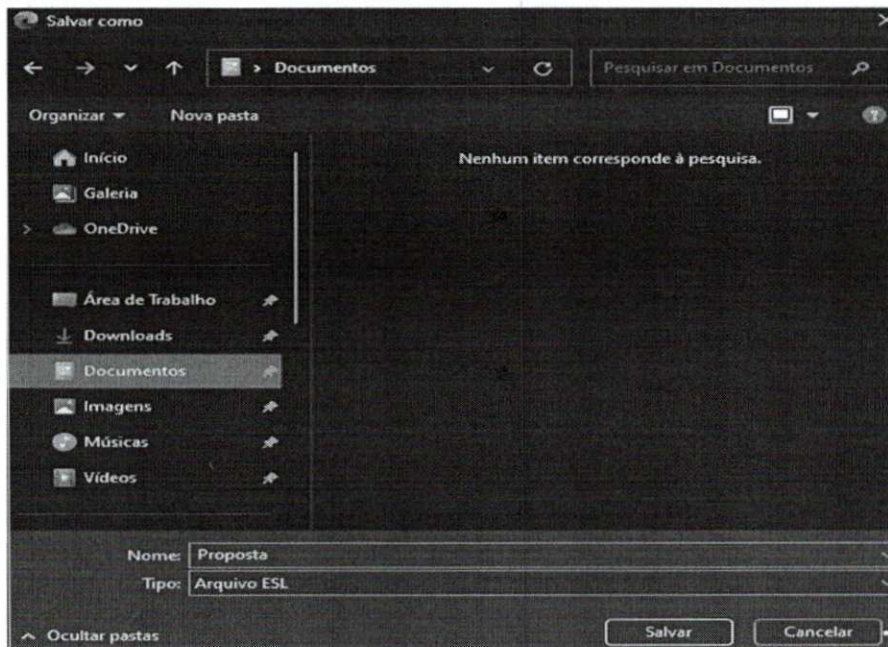 Salvar como
Documentos
Pesquisar em Documentos
Organizar
Nova pasta
Início
Nenhum item corresponde à pesquisa.
Galeria
OneDrive
Área de Trabalho
Downloads
Documentos
Imagens
Músicas
Vídeos
Nome: Proposta
Tipo: Arquivo ESL
Ocultar pastas
Salvar
Cancelar